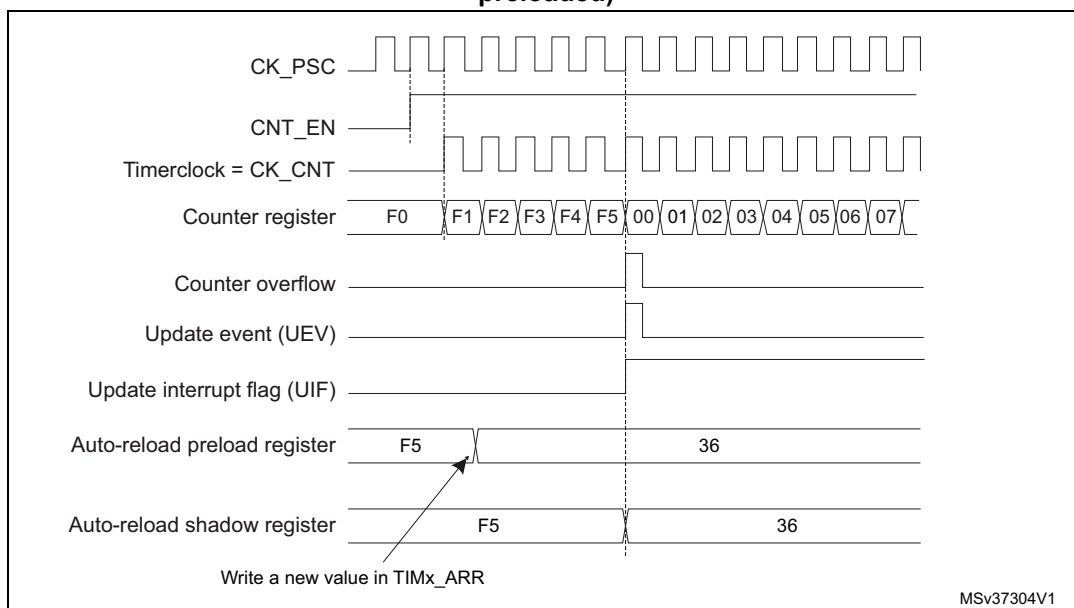 preloaded)
CK_PSC
CNT_EN
Timerclock = CK_CNT
Counter register F0 F1 F2 F3 F4 F5 00 01 02 03 04 05 06 07
Counter overflow
Update event (UEV)
Update interrupt flag (UIF)
Auto-reload preload register F5 36
Auto-reload shadow register F5 36
Write a new value in TIMx_ARR
MSv37304V1